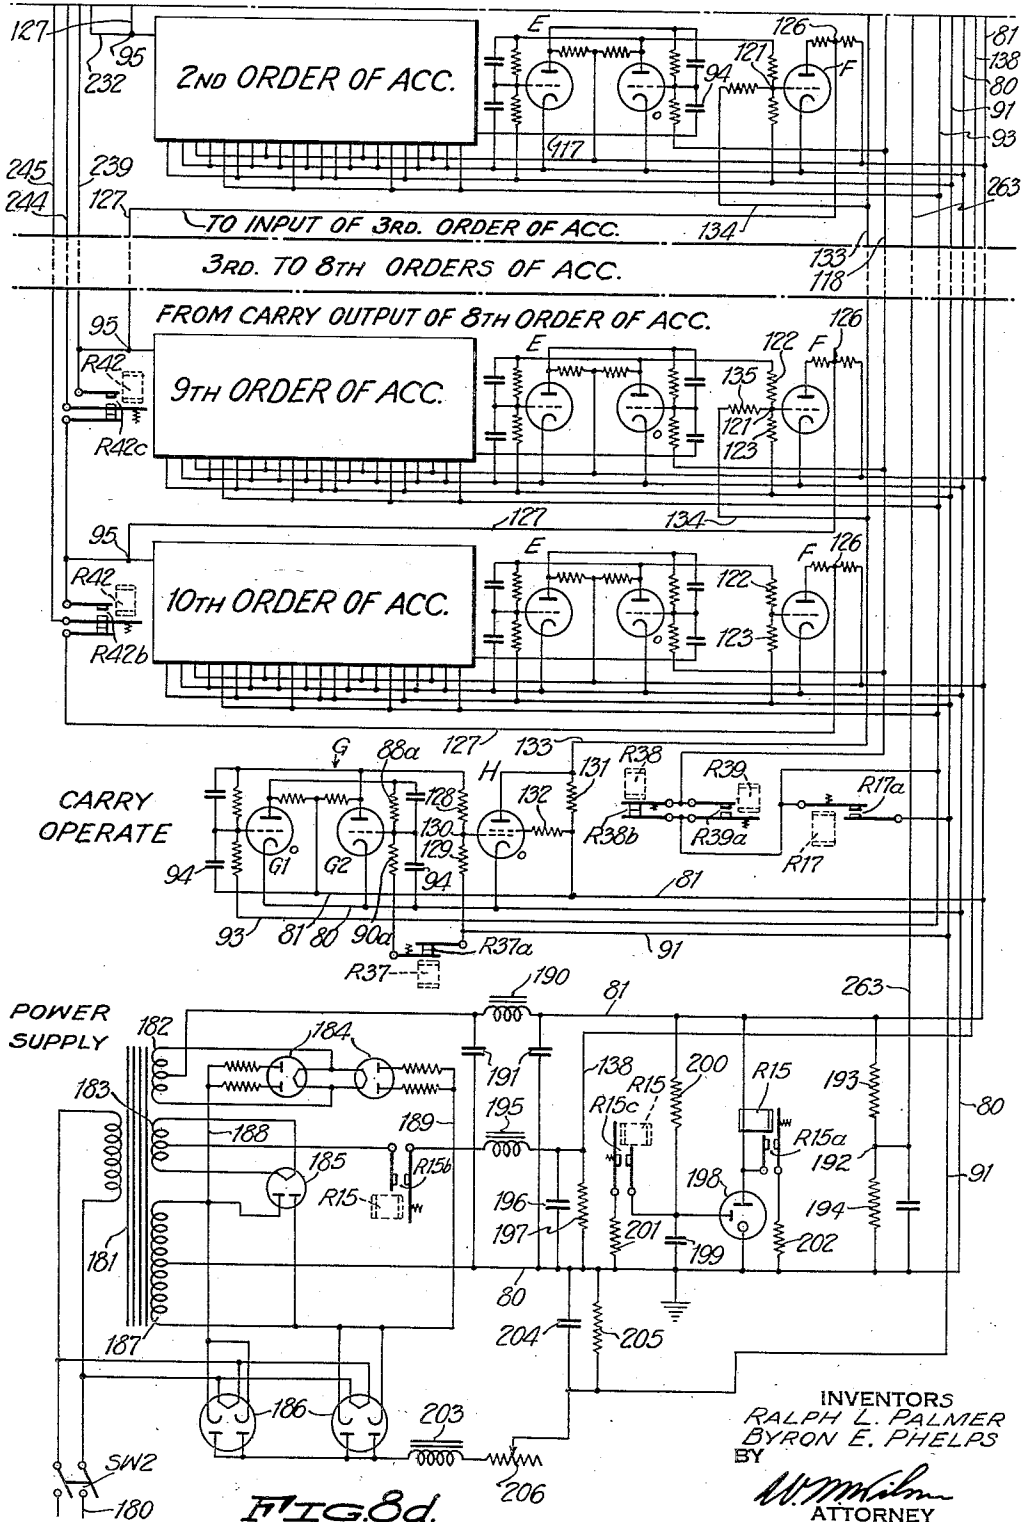 127
95
232
2ND ORDER OF ACC.
E
94
117
121
126
F
81
138
80
91
93
263
245
244
239
127
TO INPUT OF 3RD. ORDER OF ACC.
134
133
118
3RD. TO 8TH ORDERS OF ACC.
FROM CARRY OUTPUT OF 8TH ORDER OF ACC.
95
R42
R42c
9TH ORDER OF ACC.
E
135
121
123
122
F
126
134
127
95
R42
R42b
10TH ORDER OF ACC.
E
122
123
F
126
127
133
CARRY
OPERATE
G
88a
128
130
129
H
132
131
R38
R38b
R39
R39a
R17a
R17
G1
G2
94
94
93
81
80
90a
R37a
R37
91
81
POWER
SUPPLY
182
183
184
188
185
181
187
186
189
190
191
195
R15b
R15
196
197
81
138
R15c
R15
200
201
199
198
R15
R15a
202
193
192
194
263
80
91
80
204
205
203
206
SW2
180
FIG.8d.
INVENTORS
RALPH L. PALMER
BYRON E. PHELPS
BY
ATTORNEY